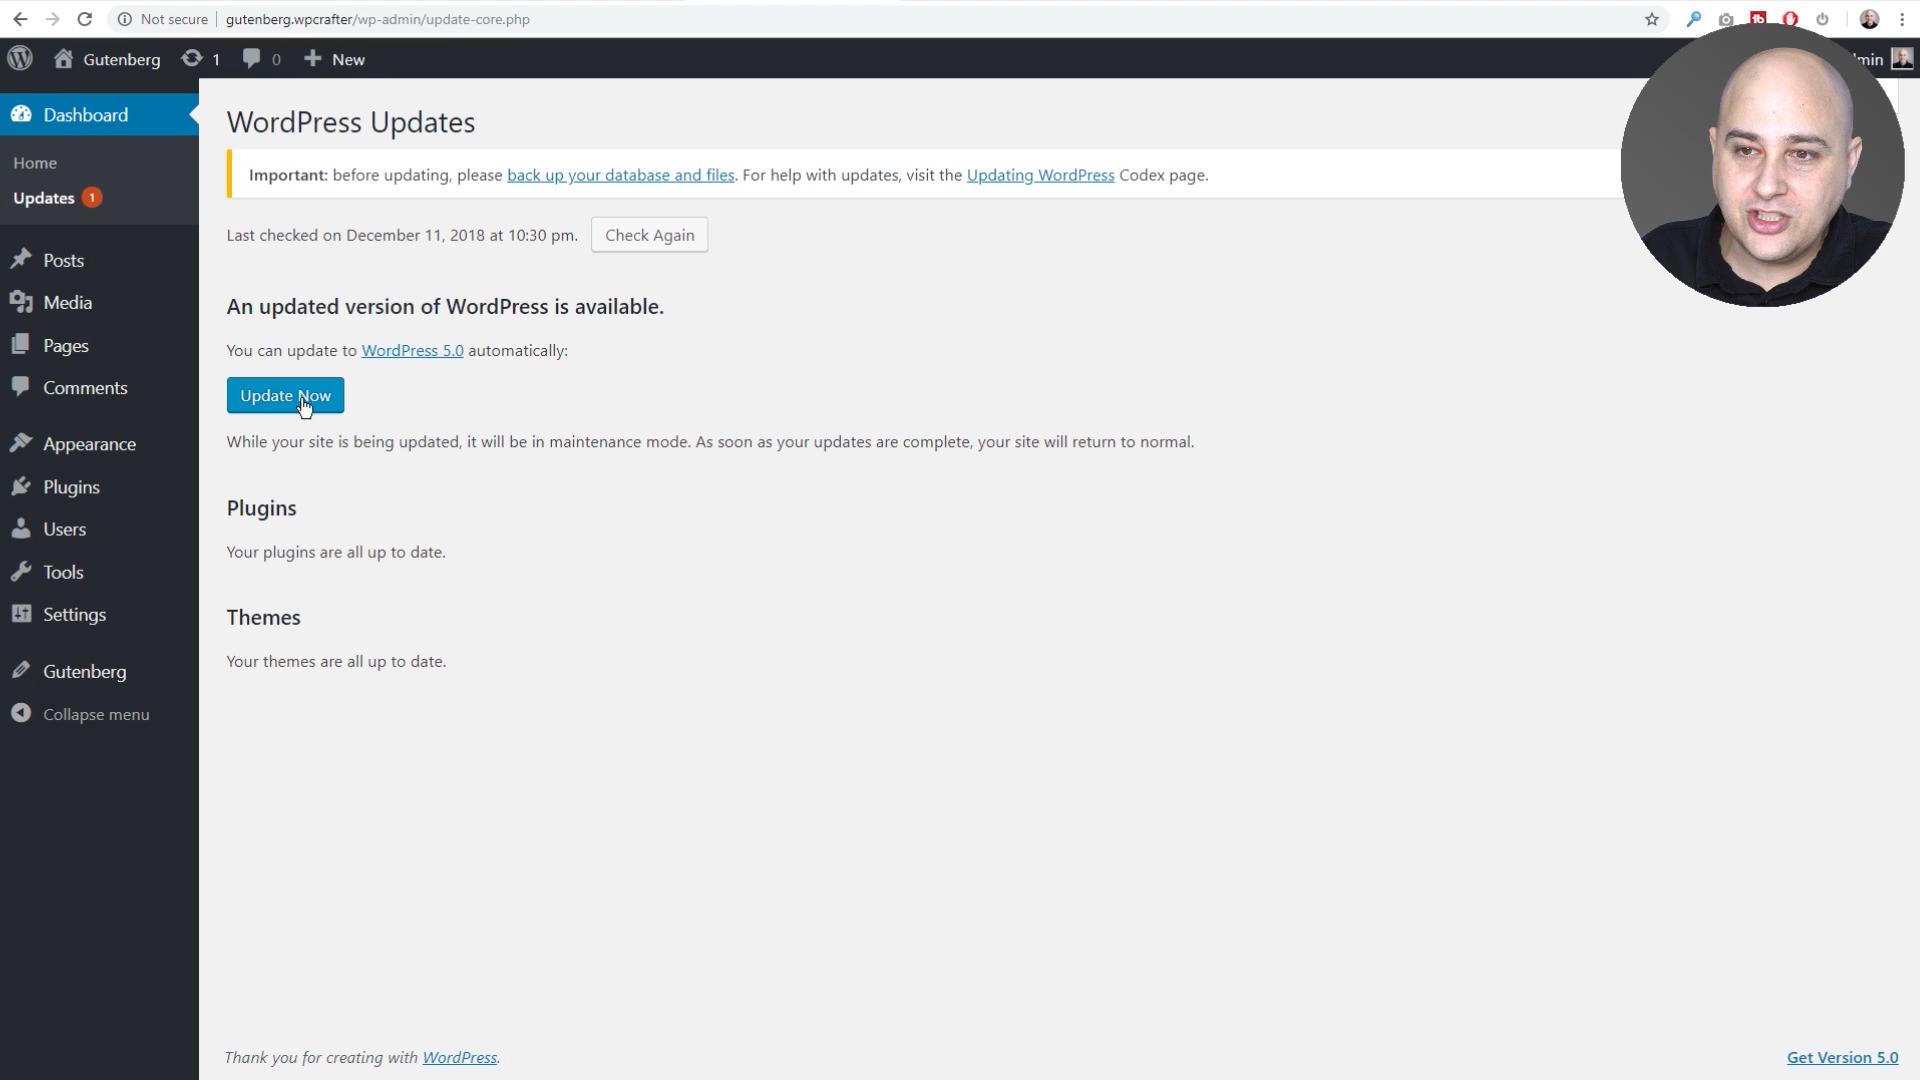 Not secure
gutenberg.wpcrafter/wp-admin/update-core.php
Gutenberg
1
0
New
min
Dashboard
Home
Updates 1
Posts
Media
Pages
Comments
Appearance
Plugins
Users
Tools
Settings
Gutenberg
Collapse menu
WordPress Updates
Important: before updating, please back up your database and files. For help with updates, visit the Updating WordPress Codex page.
Last checked on December 11, 2018 at 10:30 pm. Check Again
An updated version of WordPress is available.
You can update to WordPress 5.0 automatically:
Update Now
While your site is being updated, it will be in maintenance mode. As soon as your updates are complete, your site will return to normal.
Plugins
Your plugins are all up to date.
Themes
Your themes are all up to date.
Thank you for creating with WordPress.
Get Version 5.0